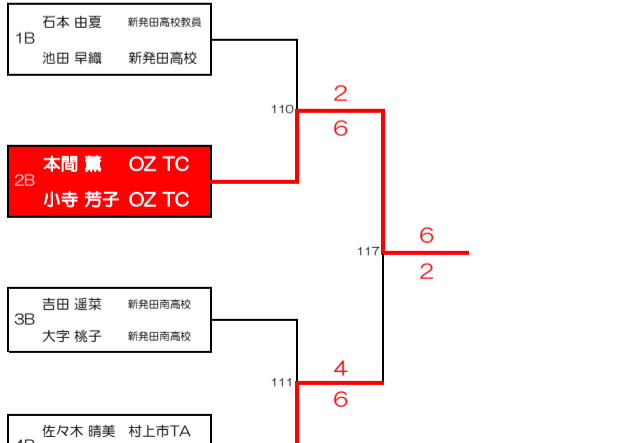 石本 由夏 新発田高校教員
1B
池田 早織 新発田高校
2
110
6
本間 薫 OZ TC
2B
小寺 芳子 OZ TC
6
117
2
吉田 遥菜 新発田南高校
3B
大字 桃子 新発田南高校
4
111
6
佐々木 晴美 村上市TA